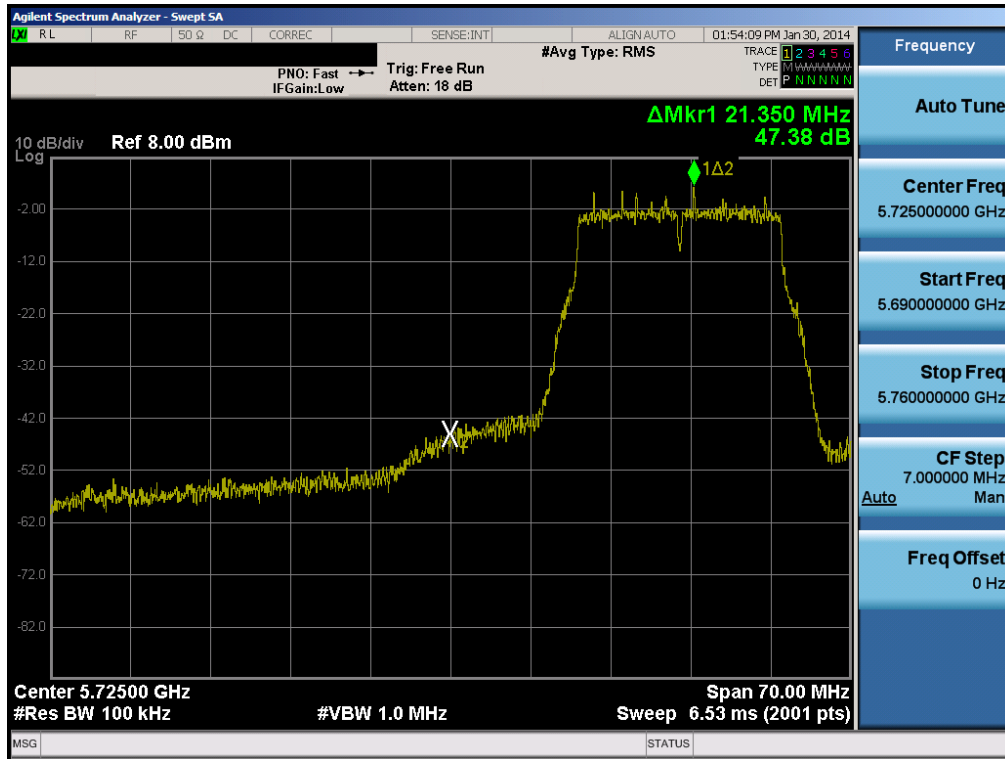 Agilent Spectrum Analyzer - Swept SA
LXI RL RF 50 Ω DC CORREC SENSE:INT ALIGN AUTO 01:54:09 PM Jan 30, 2014
#Avg Type: RMS TRACE 1 2 3 4 5 6
PNO: Fast Trig: Free Run TYPE M WWWWW
IFGain:Low Atten: 18 dB DET P N N N N N
ΔMkr1 21.350 MHz
47.38 dB
10 dB/div Ref 8.00 dBm
Log
1Δ2
-2.00
-12.0
-22.0
-32.0
-42.0
-52.0
-62.0
-72.0
-82.0
Center 5.72500 GHz Span 70.00 MHz
#Res BW 100 kHz #VBW 1.0 MHz Sweep 6.53 ms (2001 pts)
MSG STATUS
Frequency
Auto Tune
Center Freq
5.725000000 GHz
Start Freq
5.690000000 GHz
Stop Freq
5.760000000 GHz
CF Step
7.000000 MHz
Auto Man
Freq Offset
0 Hz